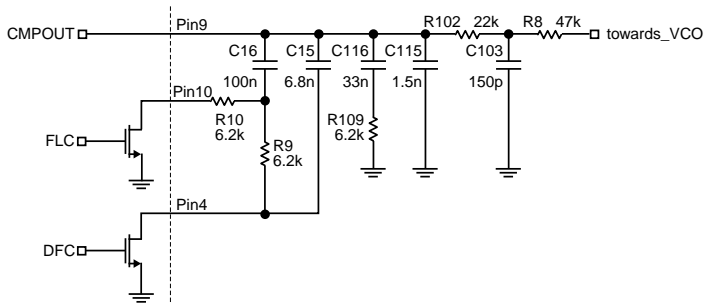 CMPOUT
Pin9
R102
22k
R8
47k
towards_VCO
C16
100n
C15
6.8n
C116
33n
C115
1.5n
C103
150p
Pin10
R10
6.2k
R109
6.2k
FLC
R9
6.2k
Pin4
DFC